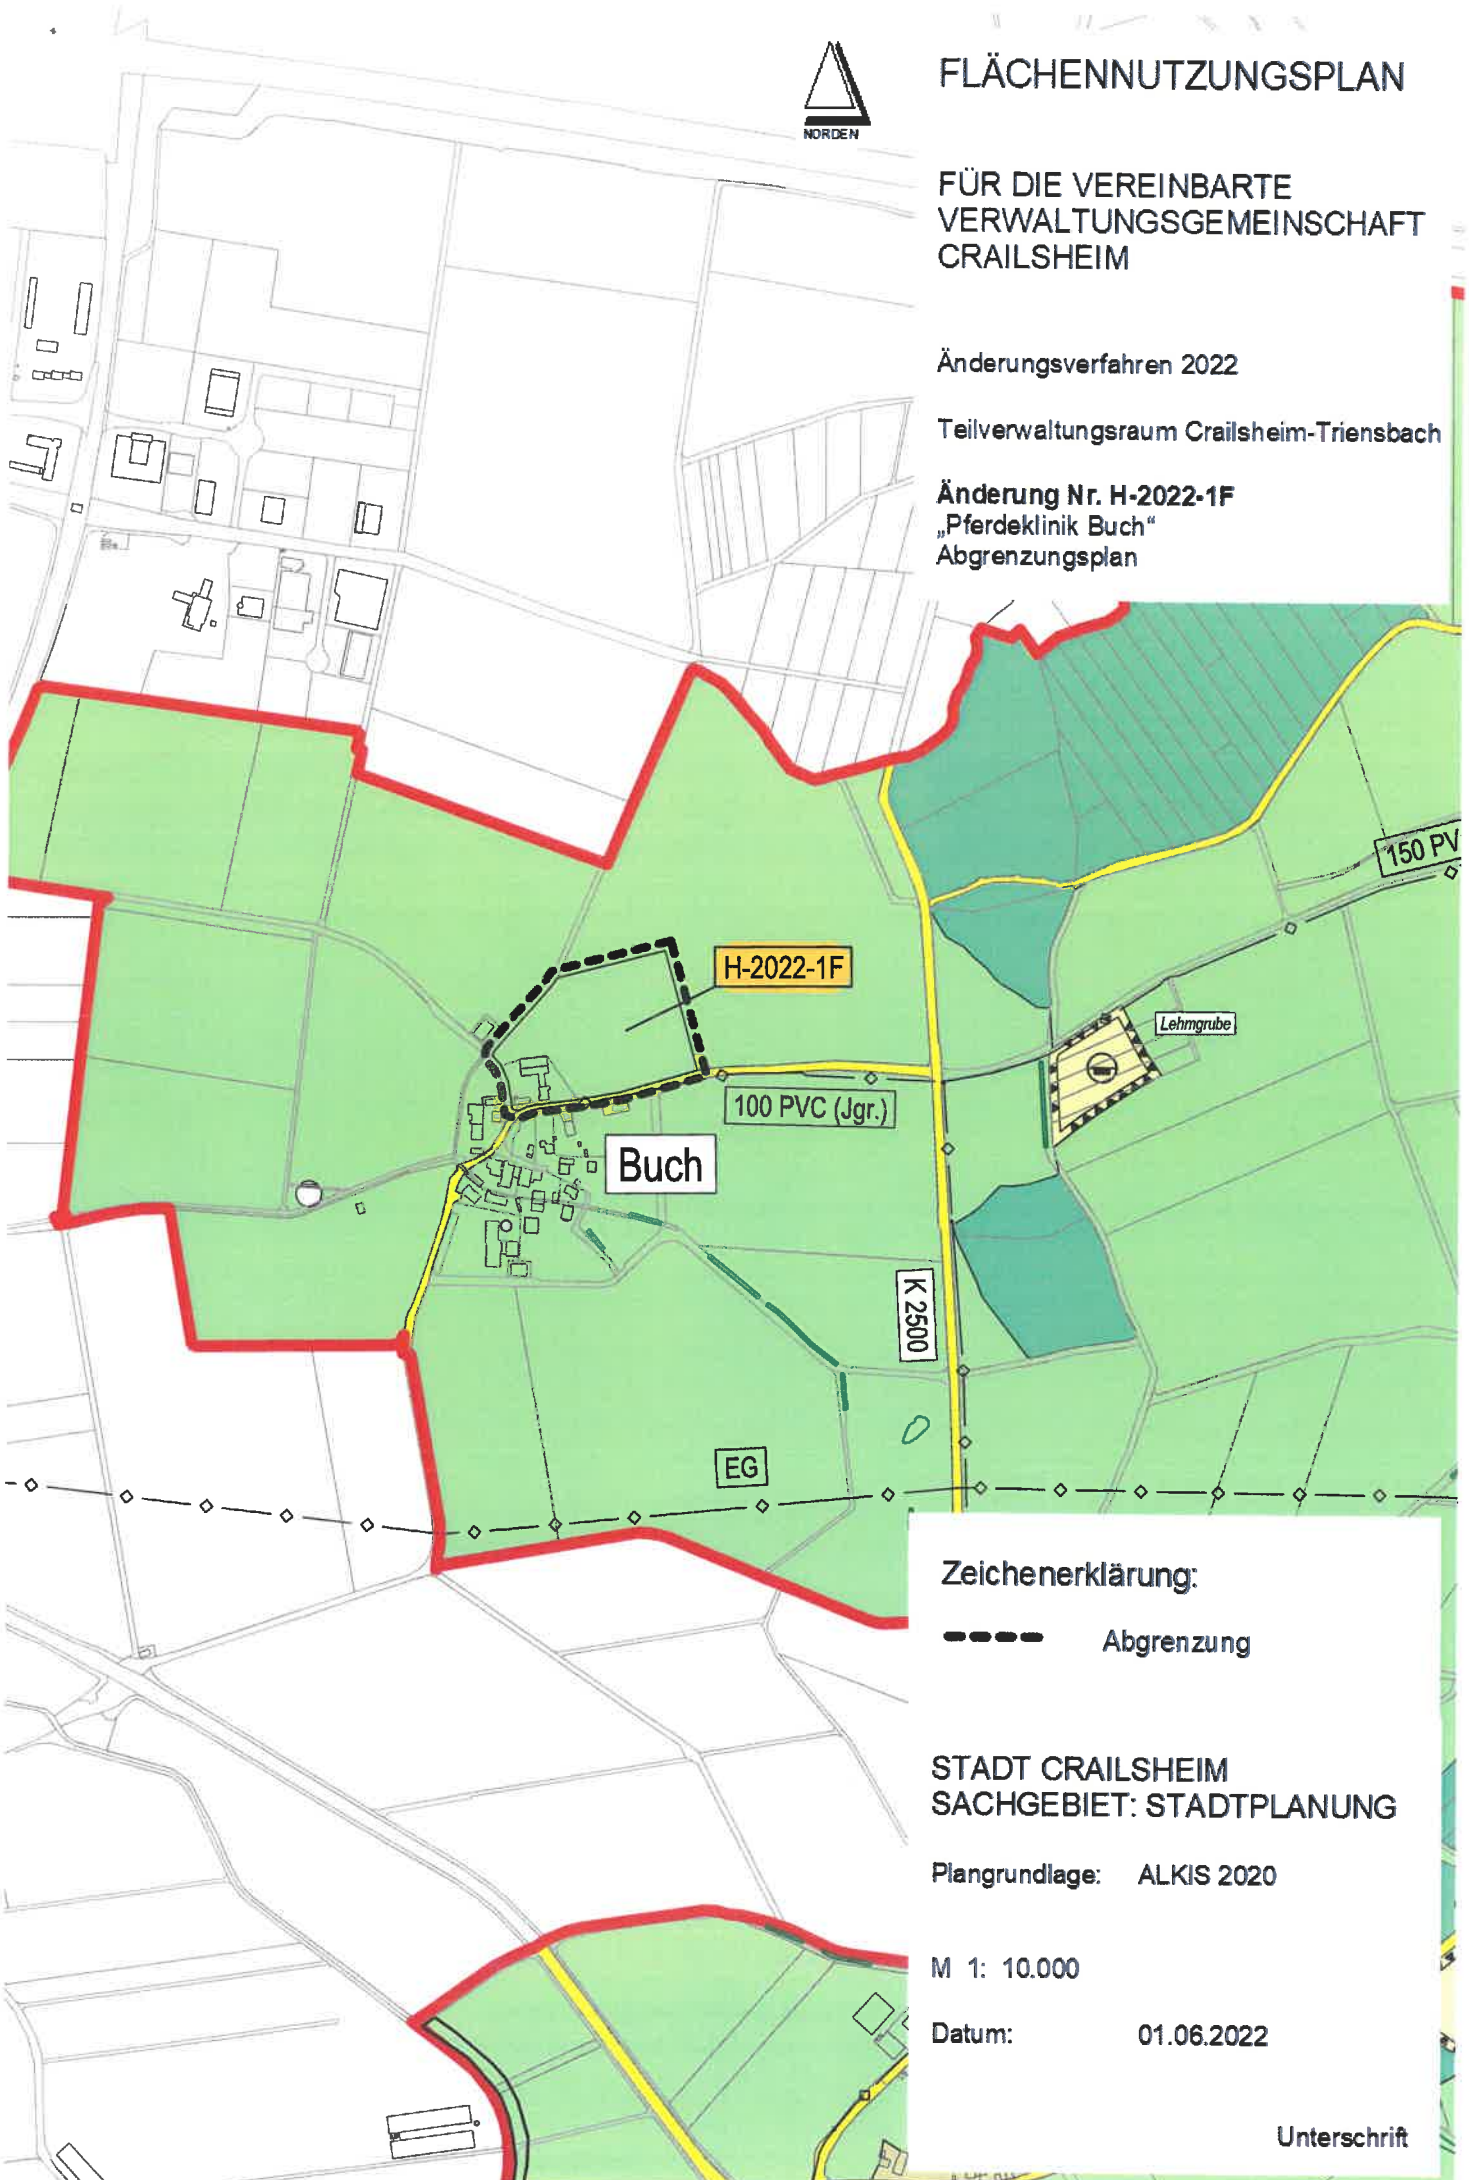 NORDEN
FLÄCHENNUTZUNGSPLAN
FÜR DIE VEREINBARTE
VERWALTUNGSGEMEINSCHAFT
CRAILSHEIM
Änderungsverfahren 2022
Teilverwaltungsraum Crailsheim-Triensbach
Änderung Nr. H-2022-1F
„Pferdeklinik Buch“
Abgrenzungsplan
150 PV
H-2022-1F
Lehmgrube
100 PVC (Jgr.)
Buch
K 2500
EG
Zeichenerklärung:
Abgrenzung
STADT CRAILSHEIM
SACHGEBIET: STADTPLANUNG
Plangrundlage: ALKIS 2020
M 1: 10.000
Datum: 01.06.2022
Unterschrift